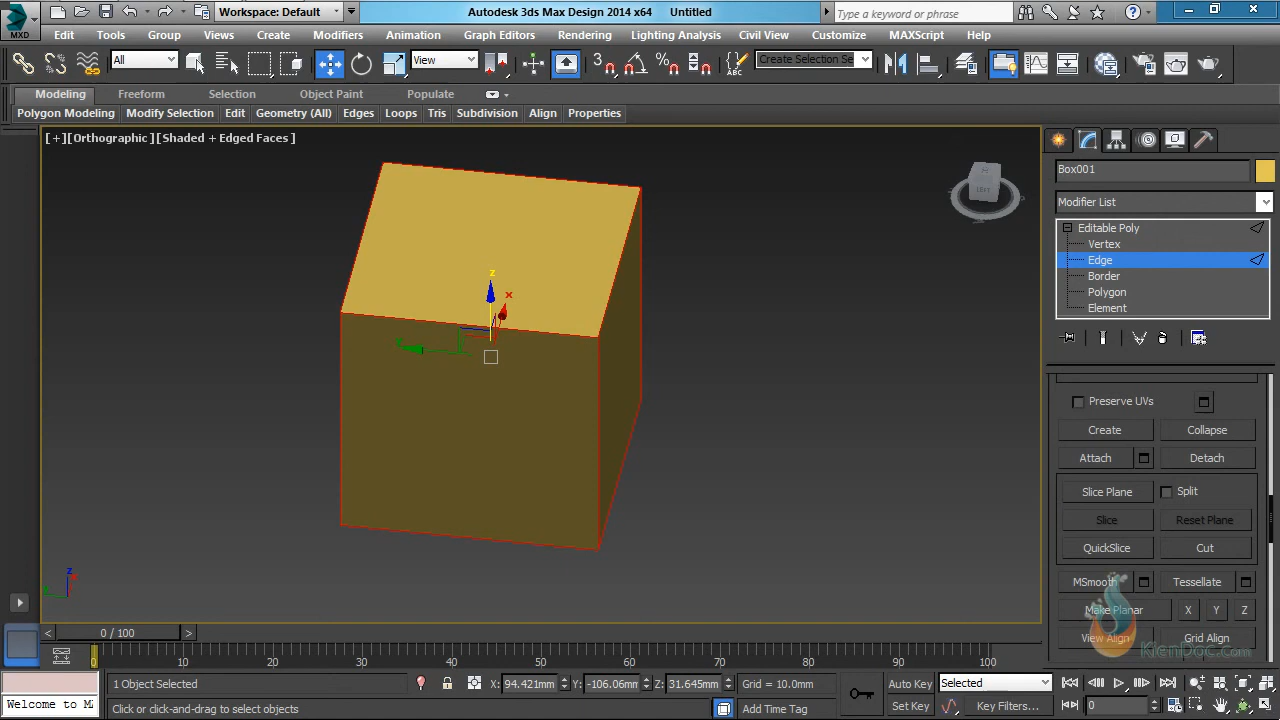 MXD
Workspace: Default
Autodesk 3ds Max Design 2014 x64 Untitled
Type a keyword or phrase
Edit Tools Group Views Create Modifiers Animation Graph Editors Rendering Lighting Analysis Civil View Customize MAXScript Help
All View 3 Create Selection Se
Modeling Freeform Selection Object Paint Populate
Polygon Modeling Modify Selection Edit Geometry (All) Edges Loops Tris Subdivision Align Properties
[+][Orthographic][Shaded + Edged Faces]
z
x
Box001
Modifier List
Editable Poly
Vertex
Edge
Border
Polygon
Element
Preserve UVs
Create Collapse
Attach Detach
Slice Plane Split
Slice Reset Plane
QuickSlice Cut
MSmooth Tessellate
Make Planar X Y Z
View Align Grid Align
KienDoc.com
z
< 0 / 100 >
0 10 20 30 40 50 60 70 80 90 100
1 Object Selected X: 94.421mm Y: -106.06mm Z: 31.645mm Grid = 10.0mm Auto Key Selected
Welcome to M Click or click-and-drag to select objects Add Time Tag Set Key Key Filters... 0